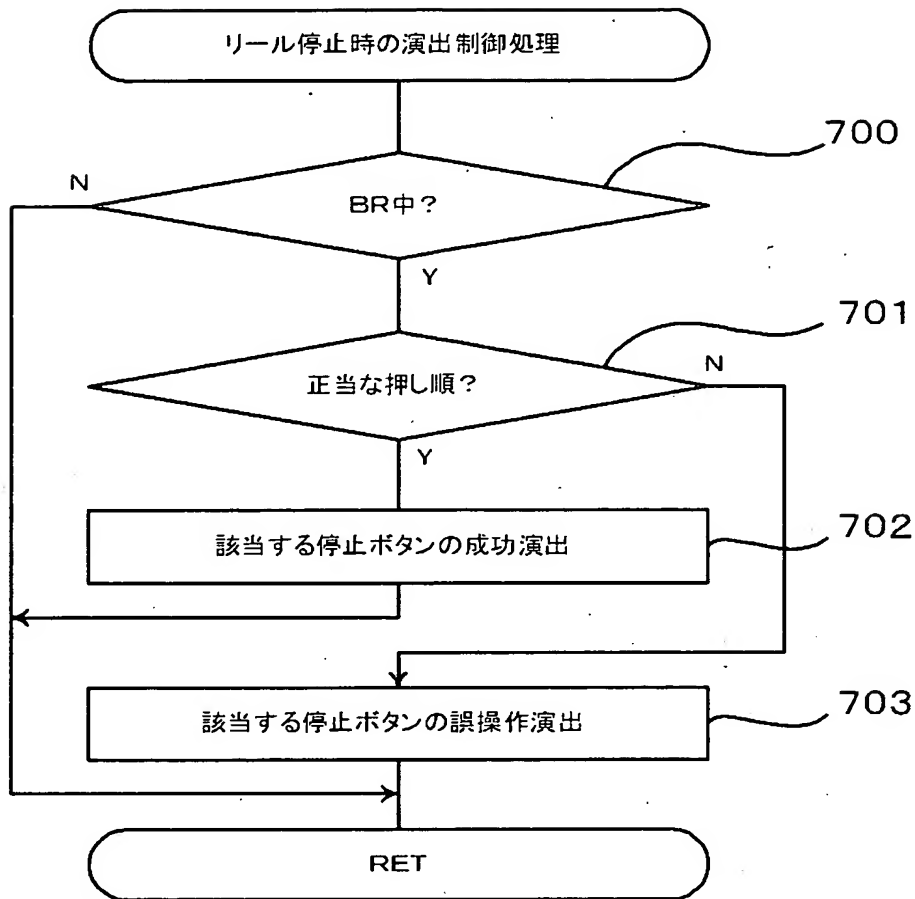 リール停止時の演出制御処理
700
N
BR中？
Y
701
N
正当な押し順？
Y
702
該当する停止ボタンの成功演出
703
該当する停止ボタンの誤操作演出
RET